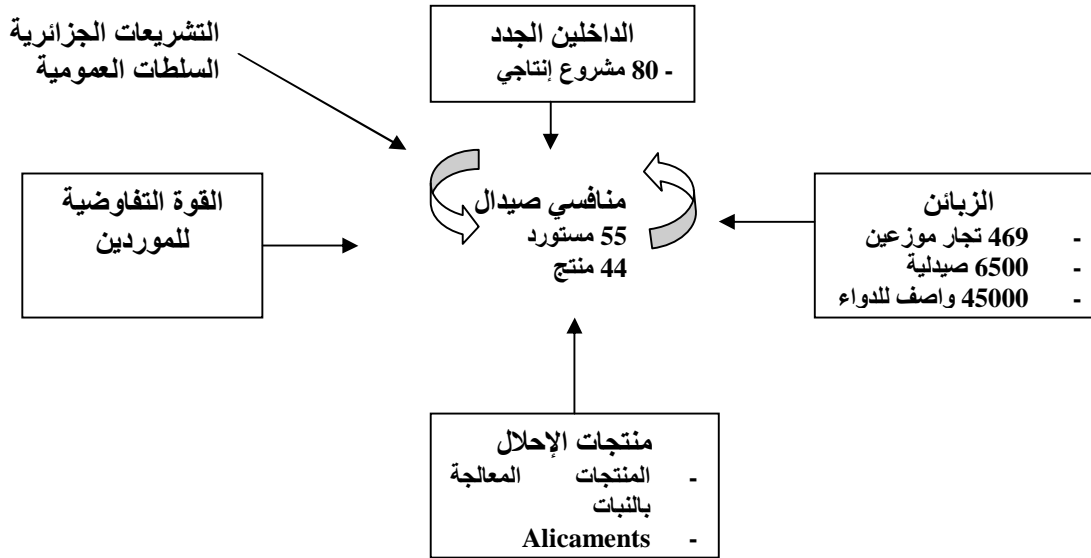 التشريعات الجزائرية
السلطات العمومية
الداخلين الجدد
- 80 مشروع إنتاجي
القوة التفاوضية
للموردين
منافسي صيدال
55 مستورد
44 منتج
الزبائن
- 469 تجار موزعين
- 6500 صيدلية
- 45000 واصف للدواء
منتجات الإحلال
- المنتجات المعالجة
بالنبات
- Alicaments